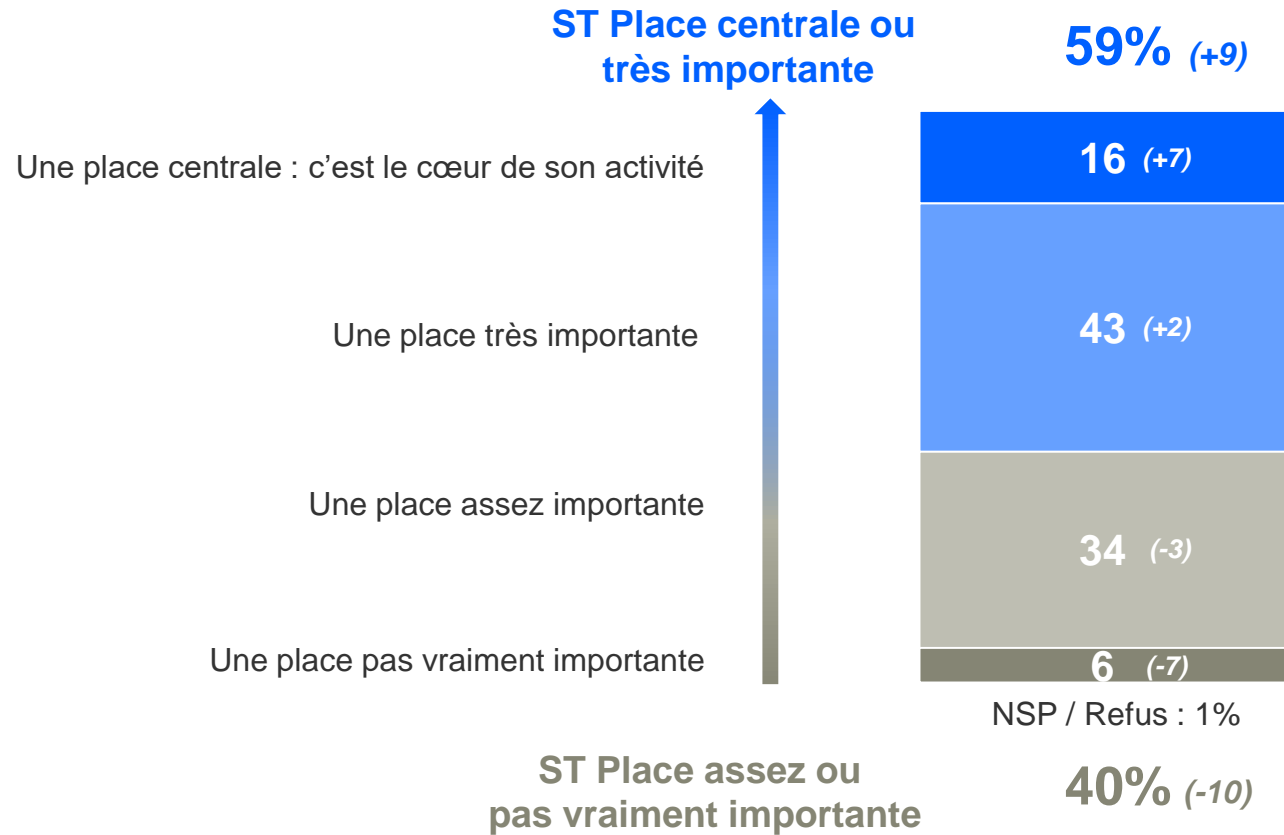 ST Place centrale ou
très importante
59% (+9)
Une place centrale : c’est le cœur de son activité
16 (+7)
Une place très importante
43 (+2)
Une place assez importante
34 (-3)
Une place pas vraiment importante
6 (-7)
NSP / Refus : 1%
ST Place assez ou
pas vraiment importante
40% (-10)